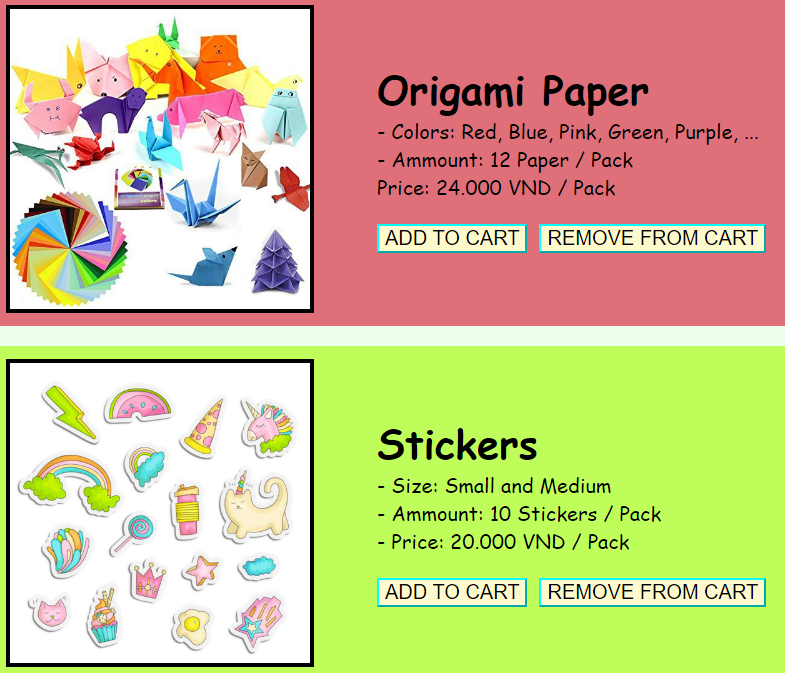 Origami Paper
- Colors: Red, Blue, Pink, Green, Purple, ...
- Ammount: 12 Paper / Pack
Price: 24.000 VND / Pack
ADD TO CART REMOVE FROM CART
Stickers
- Size: Small and Medium
- Ammount: 10 Stickers / Pack
- Price: 20.000 VND / Pack
ADD TO CART REMOVE FROM CART